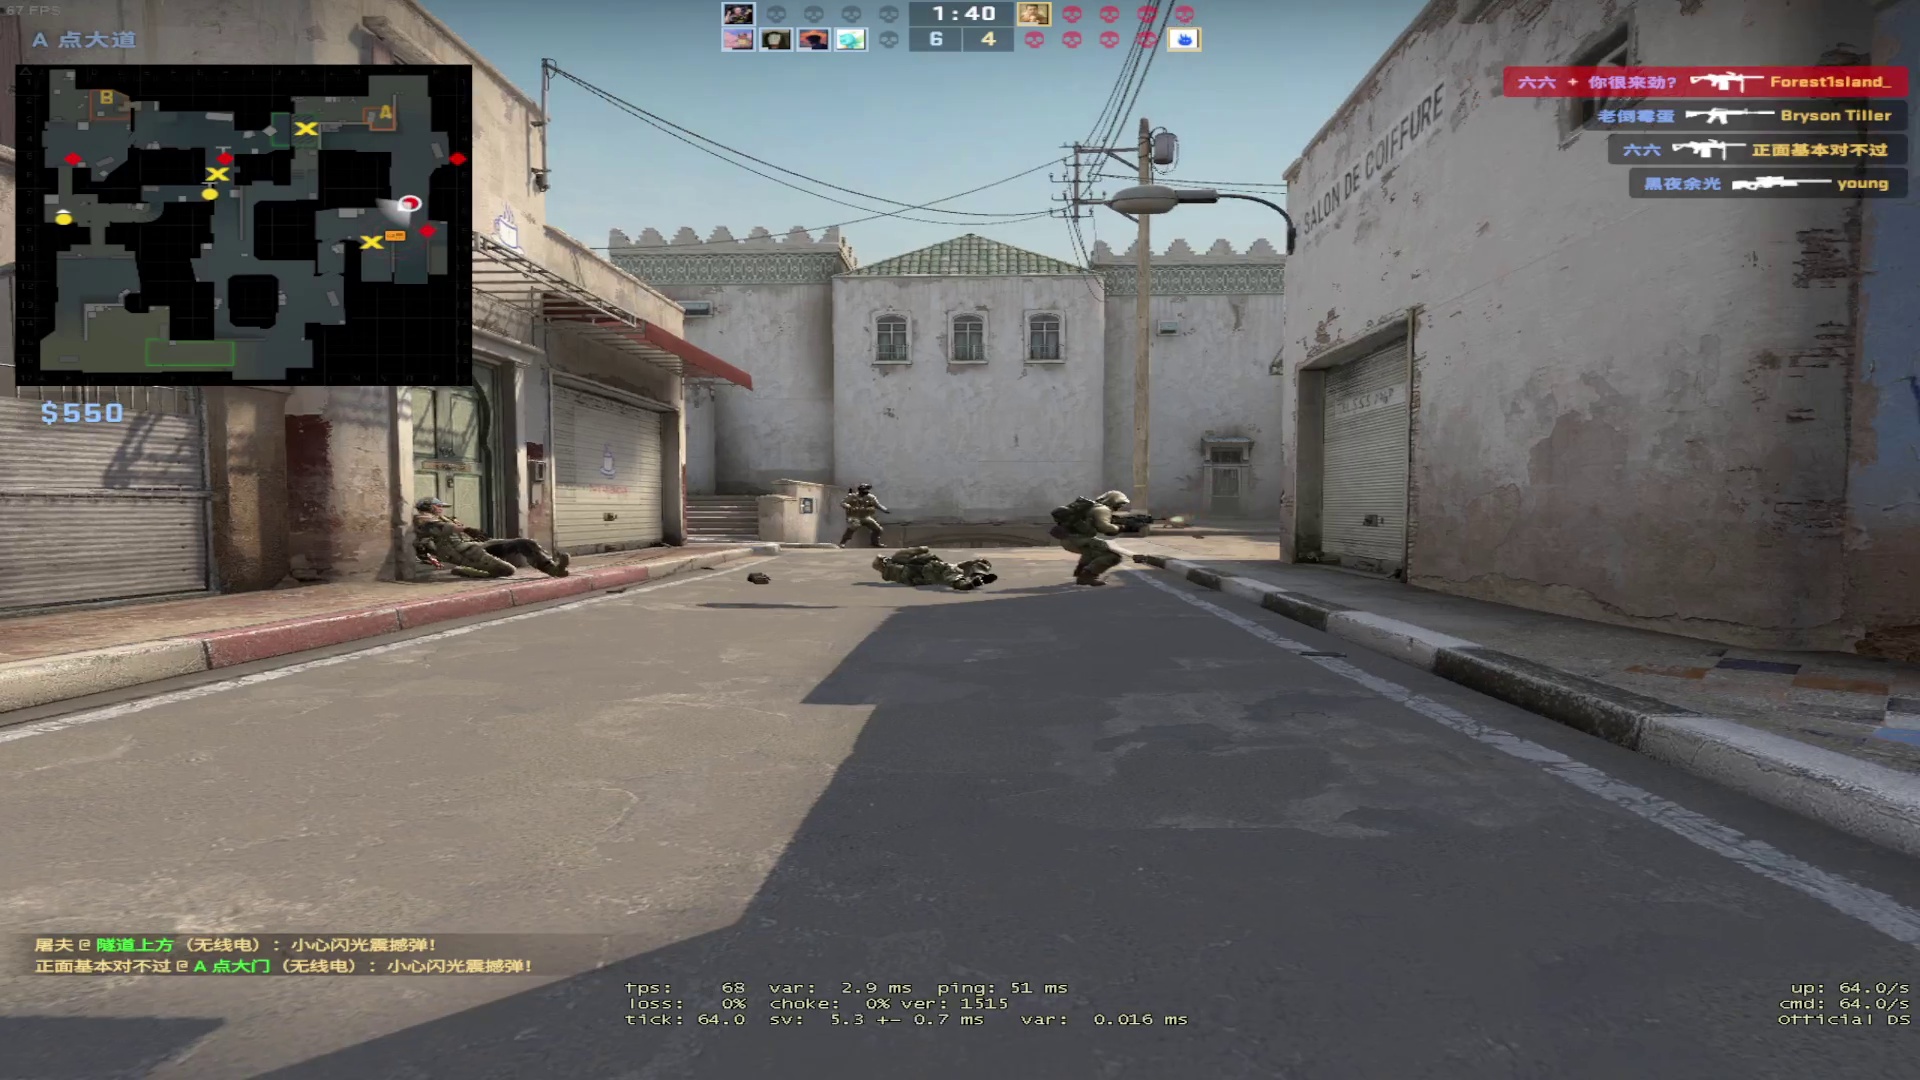 67 FPS
1:40
6 4
A 点大道
B
A
六六 + 你很来劲? Forest1sland_
老倒霉蛋 Bryson Tiller
六六 正面基本对不过
黑夜余光 young
SALON DE COIFFURE
$550
屠夫 @ 隧道上方 (无线电) : 小心闪光震撼弹!
正面基本对不过 @ A 点大门 (无线电) : 小心闪光震撼弹!
fps: 68 var: 2.9 ms ping: 51 ms
loss: 0% choke: 0% ver: 1515
tick: 64.0 sv: 5.3 +- 0.7 ms var: 0.016 ms
up: 64.0/s
cmd: 64.0/s
Official DS